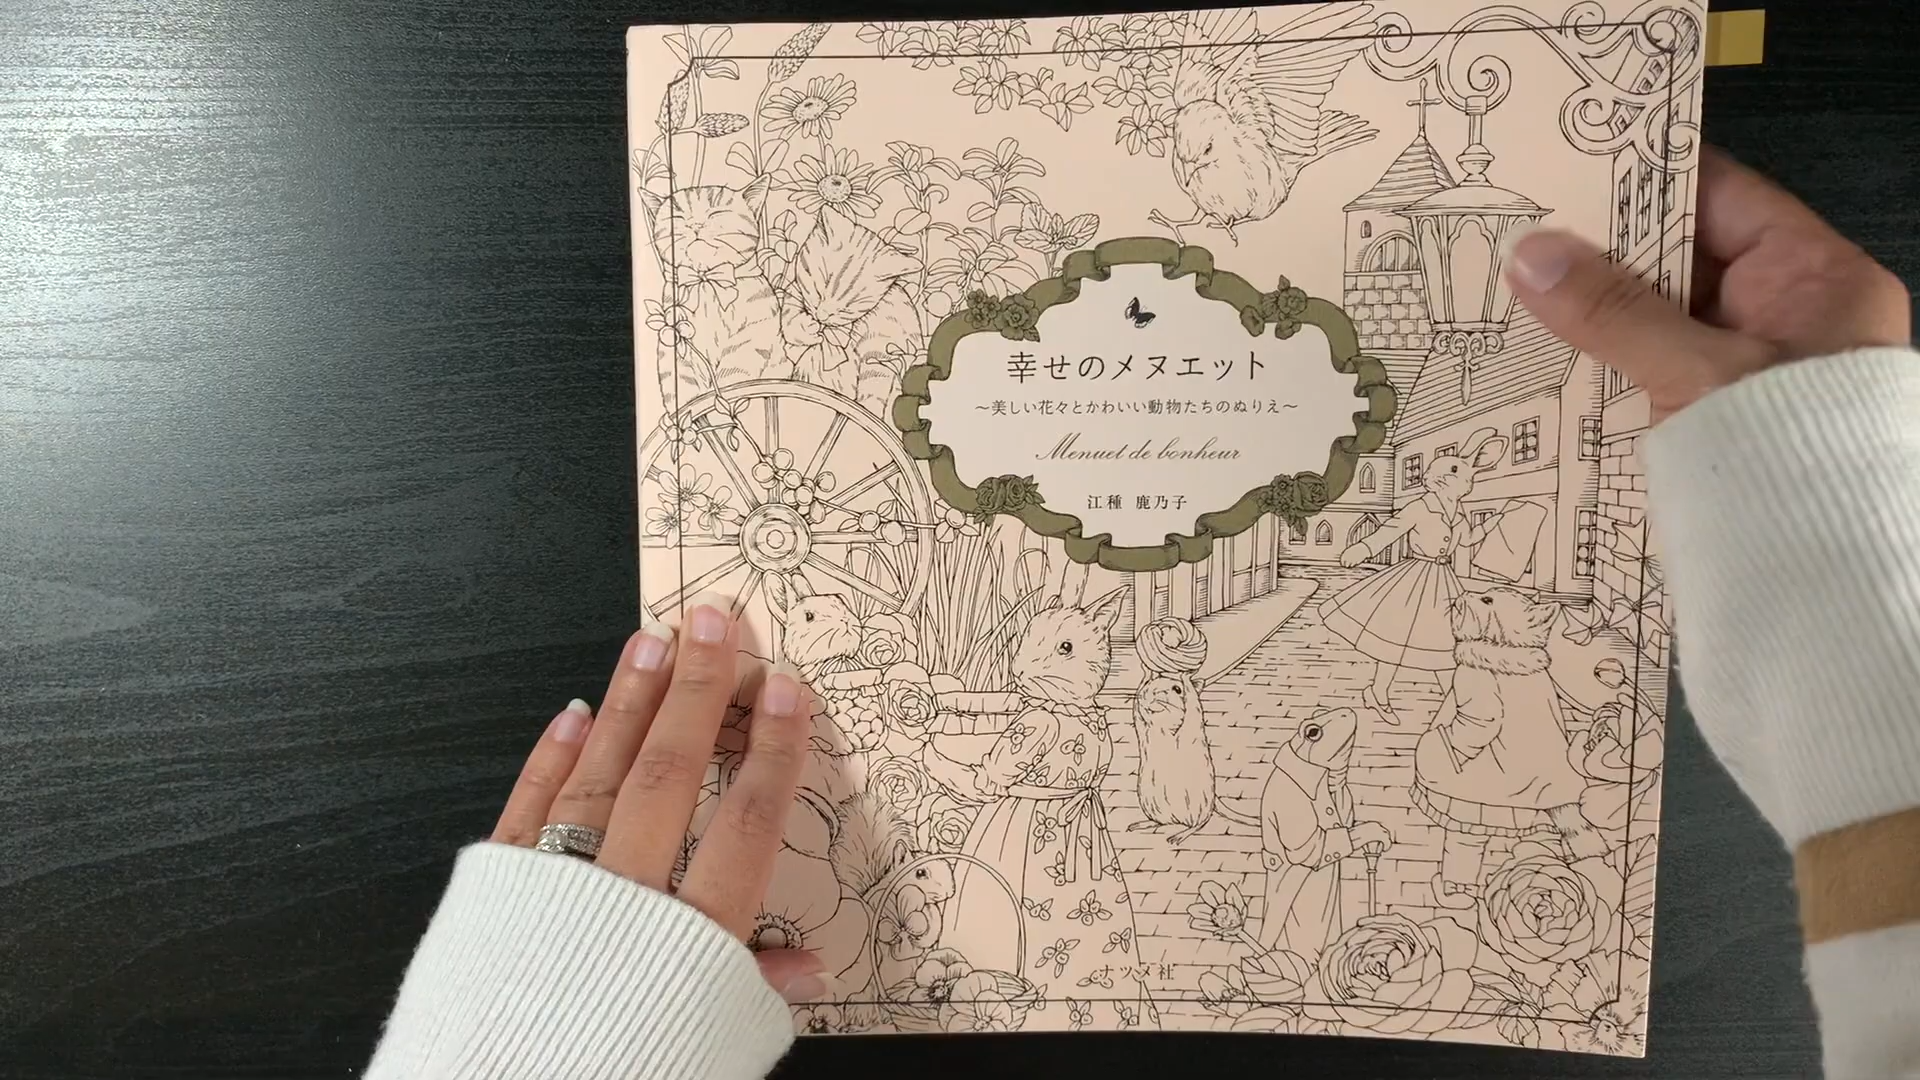 幸せのメヌエット
～美しい花々とかわいい動物たちのぬりえ～
Menuet de bonheur
江種 鹿乃子
ナツメ社